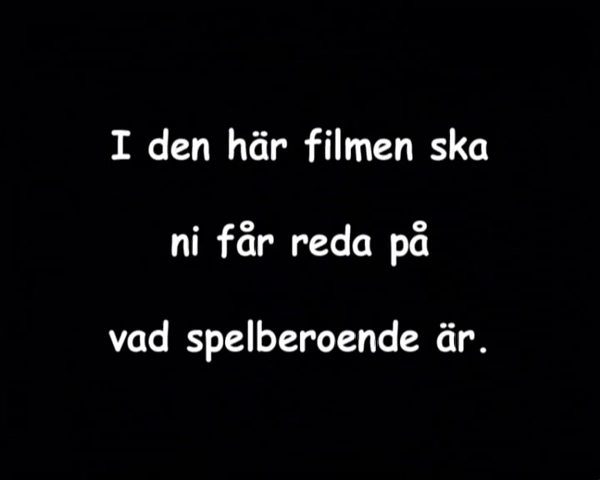 I den här filmen ska
ni får reda på
vad spelberoende är.